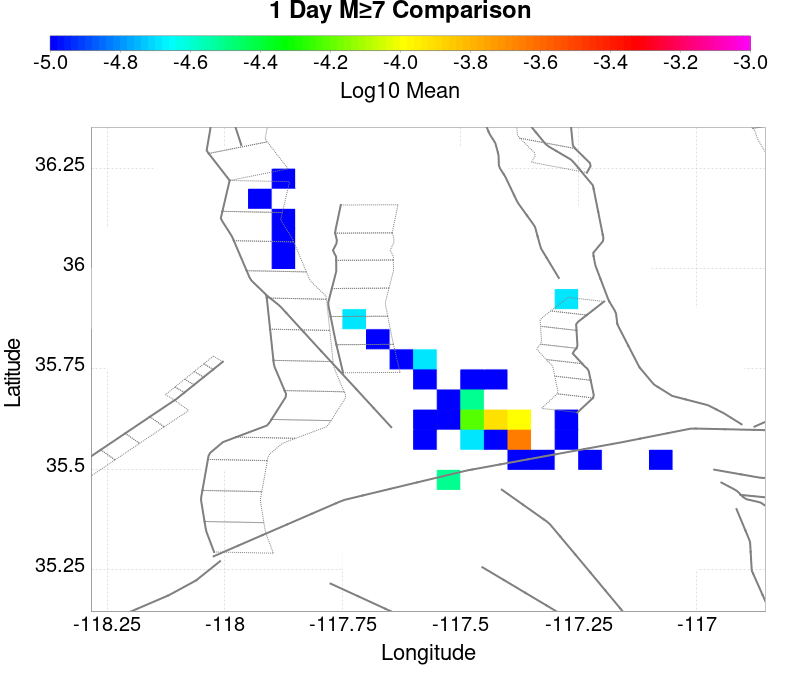 1 Day M≥7 Comparison
-5.0 -4.8 -4.6 -4.4 -4.2 -4.0 -3.8 -3.6 -3.4 -3.2 -3.0
Log10 Mean
36.25
36
35.75
35.5
35.25
Latitude
-118.25 -118 -117.75 -117.5 -117.25 -117
Longitude